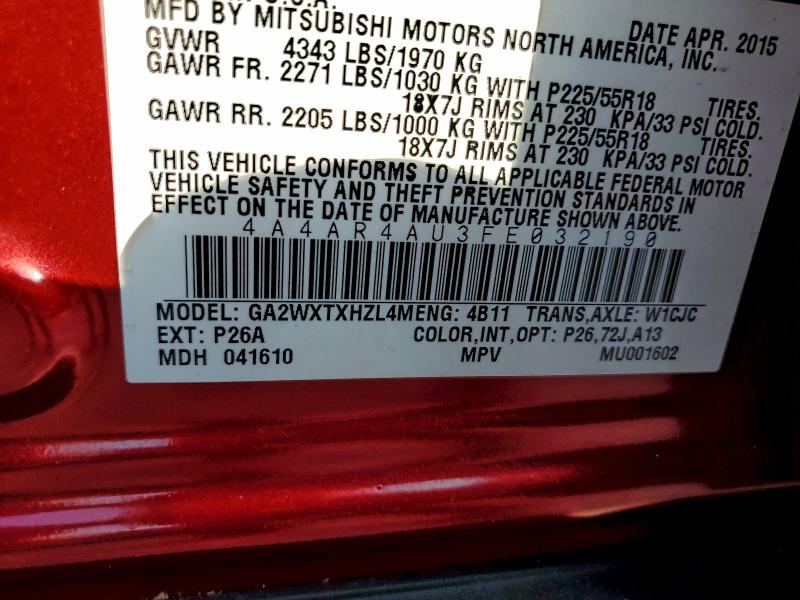 MFD BY MITSUBISHI MOTORS NORTH AMERICA, INC.
DATE APR. 2015
GVWR 4343 LBS/1970 KG
GAWR FR. 2271 LBS/1030 KG WITH P225/55R18 TIRES.
18X7J RIMS AT 230 KPA/33 PSI COLD.
GAWR RR. 2205 LBS/1000 KG WITH P225/55R18 TIRES.
18X7J RIMS AT 230 KPA/33 PSI COLD.
THIS VEHICLE CONFORMS TO ALL APPLICABLE FEDERAL MOTOR
VEHICLE SAFETY AND THEFT PREVENTION STANDARDS IN
EFFECT ON THE DATE OF MANUFACTURE SHOWN ABOVE.
4A4AR4AU3FE032190
MODEL: GA2WXTXHZL4M ENG: 4B11 TRANS,AXLE: W1CJC
EXT: P26A COLOR,INT,OPT: P26,72J,A13
MDH 041610 MPV MU001602